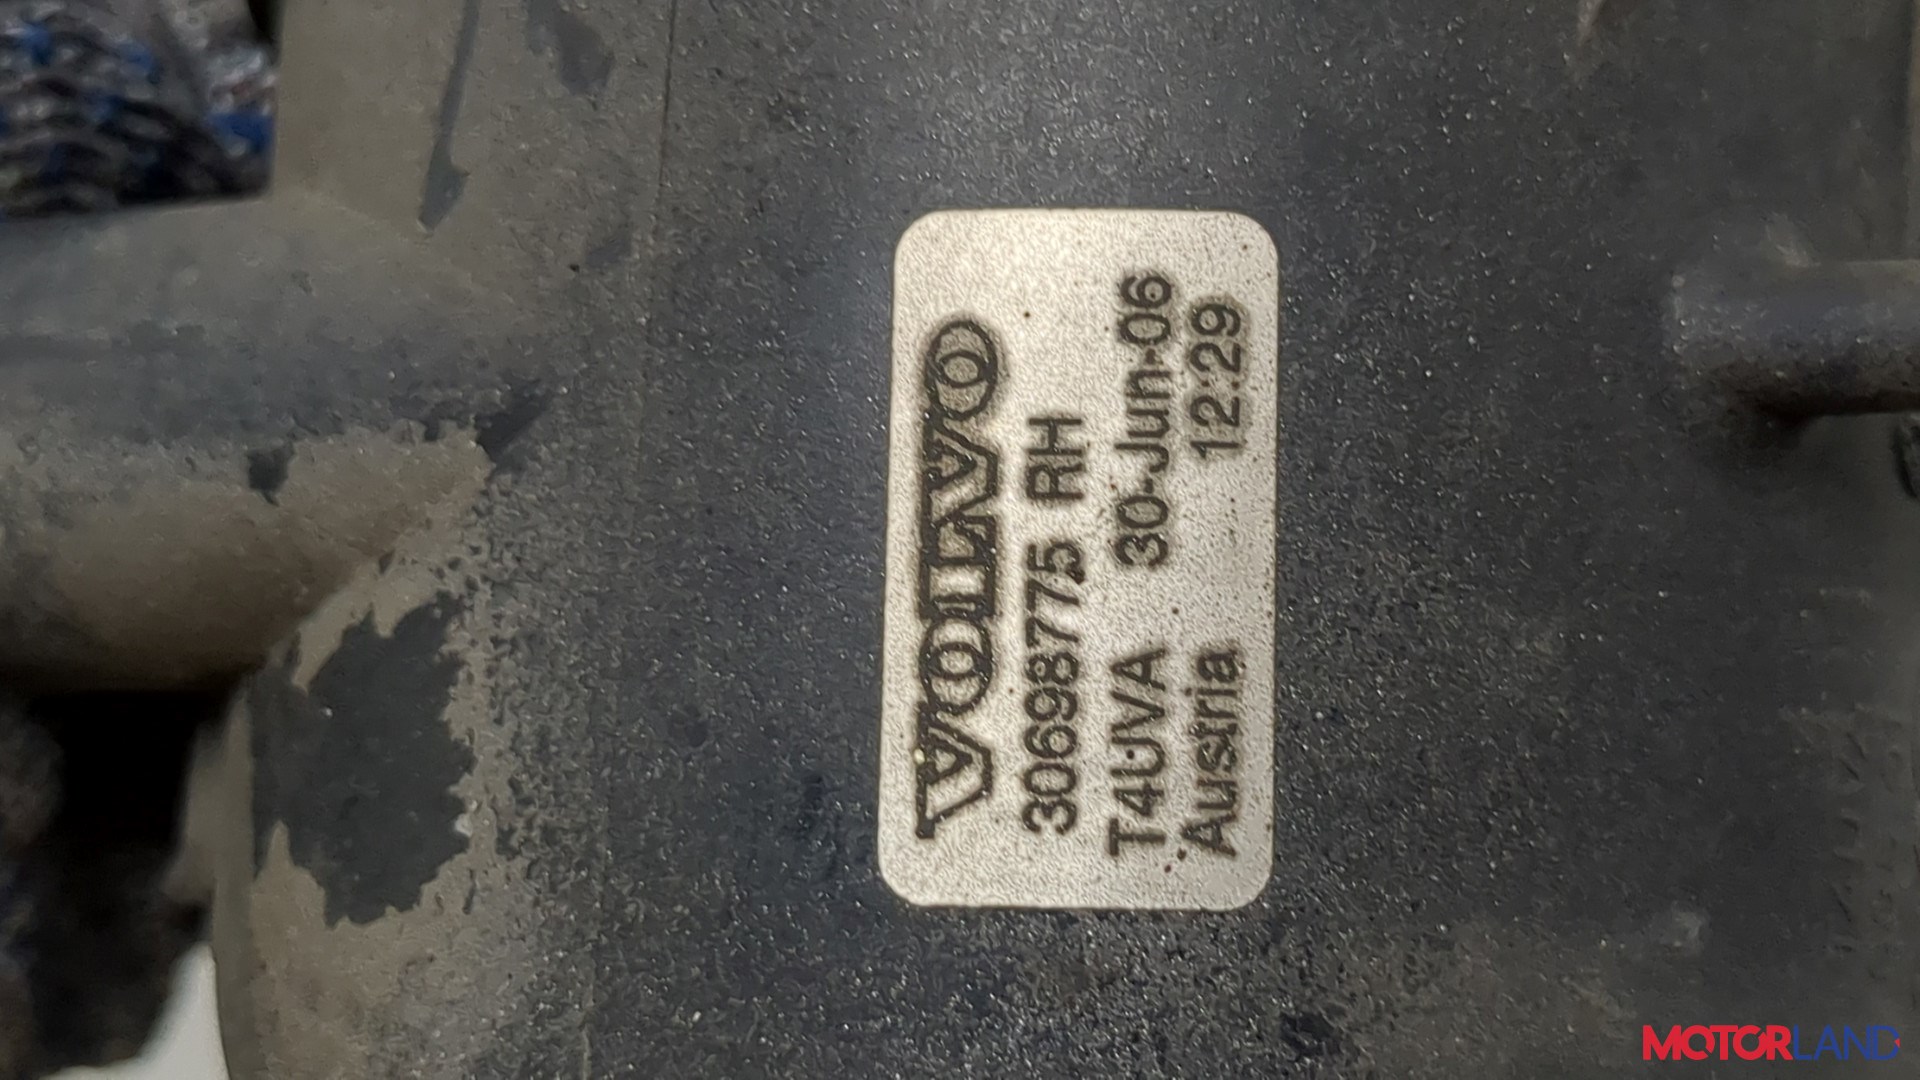 VOLVO
30698775 RH
T4UVA 30-Jun-06
Austria 12:29
MOTORLAND